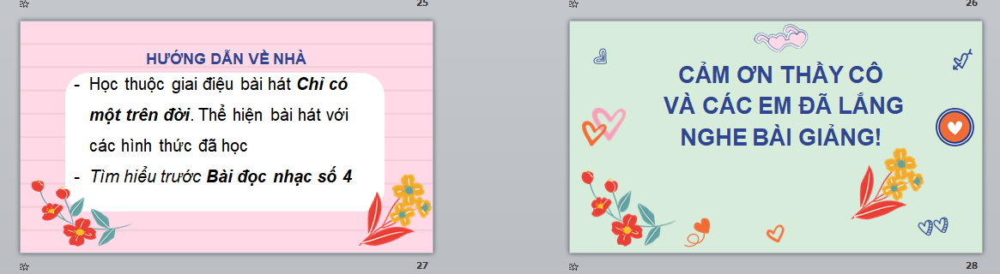 25
26
HƯỚNG DẪN VỀ NHÀ
- Học thuộc giai điệu bài hát Chỉ có
một trên đời. Thể hiện bài hát với
các hình thức đã học
- Tìm hiểu trước Bài đọc nhạc số 4
27
CẢM ƠN THẦY CÔ
VÀ CÁC EM ĐÃ LẮNG
NGHE BÀI GIẢNG!
28